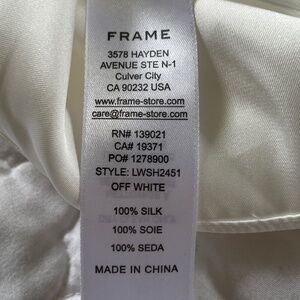 FRAME
3578 HAYDEN
AVENUE STE N-1
Culver City
CA 90232 USA
www.frame-store.com
care@frame-store.com
RN# 139021
CA# 19371
PO# 1278900
STYLE: LWSH2451
OFF WHITE
100% SILK
100% SOIE
100% SEDA
MADE IN CHINA